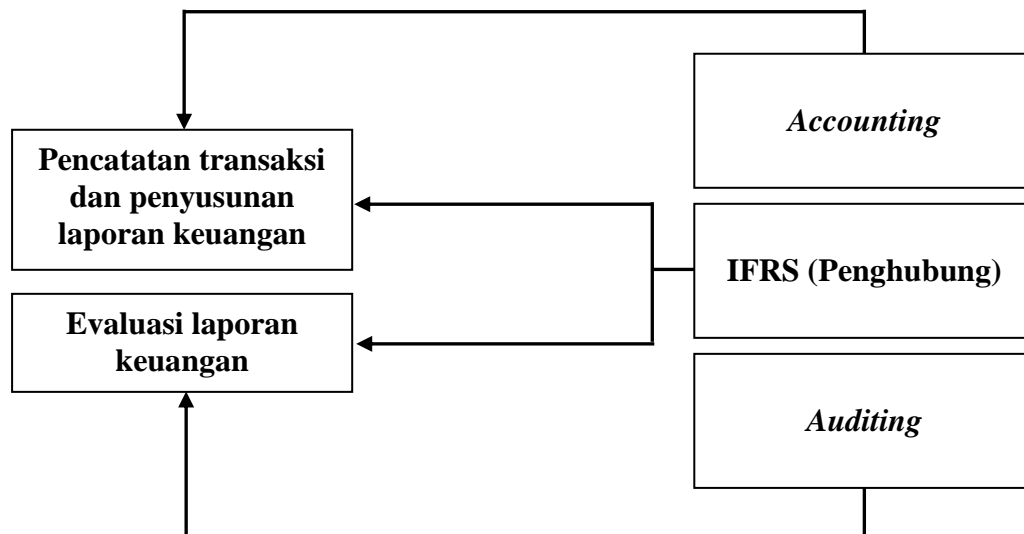 Accounting
Pencatatan transaksi
dan penyusunan
laporan keuangan
IFRS (Penghubung)
Evaluasi laporan
keuangan
Auditing